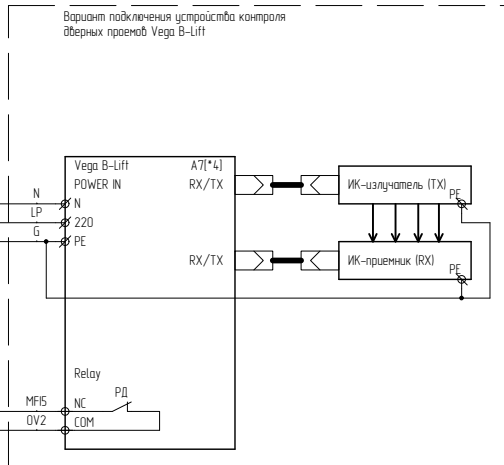 Вариант подключения устройства контроля
дверных проемов Vega B-Lift
Vega B-Lift A7[*4]
POWER IN RX/TX
ИК-излучатель (TX)
PE
N
N
LP
220
G
PE
RX/TX
ИК-приемник (RX)
PE
Relay
РД
MFI5
NC
0V2
COM